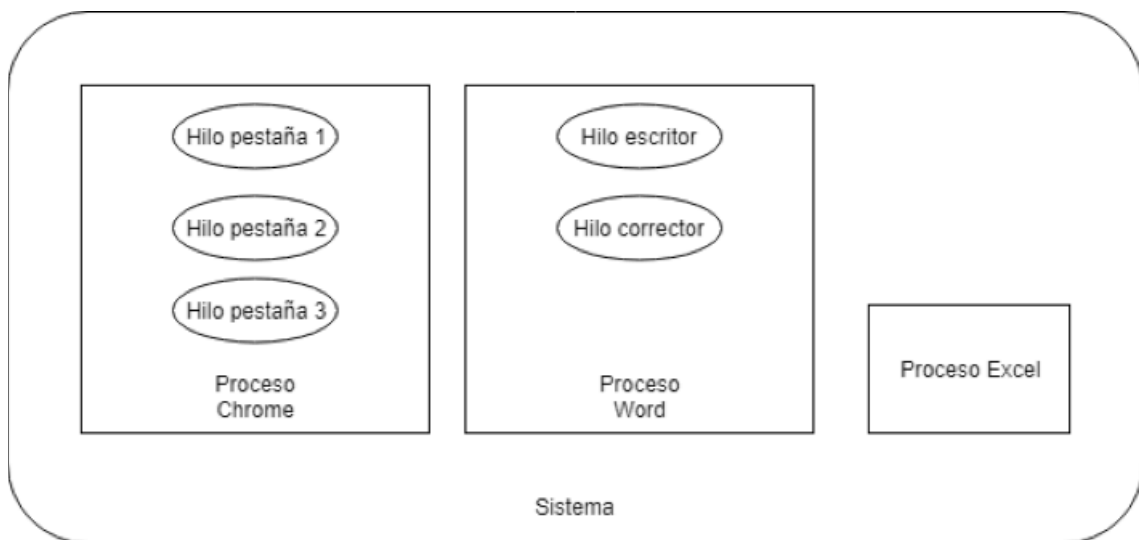 Hilo pestaña 1
Hilo pestaña 2
Hilo pestaña 3
Proceso
Chrome
Hilo escritor
Hilo corrector
Proceso
Word
Proceso Excel
Sistema